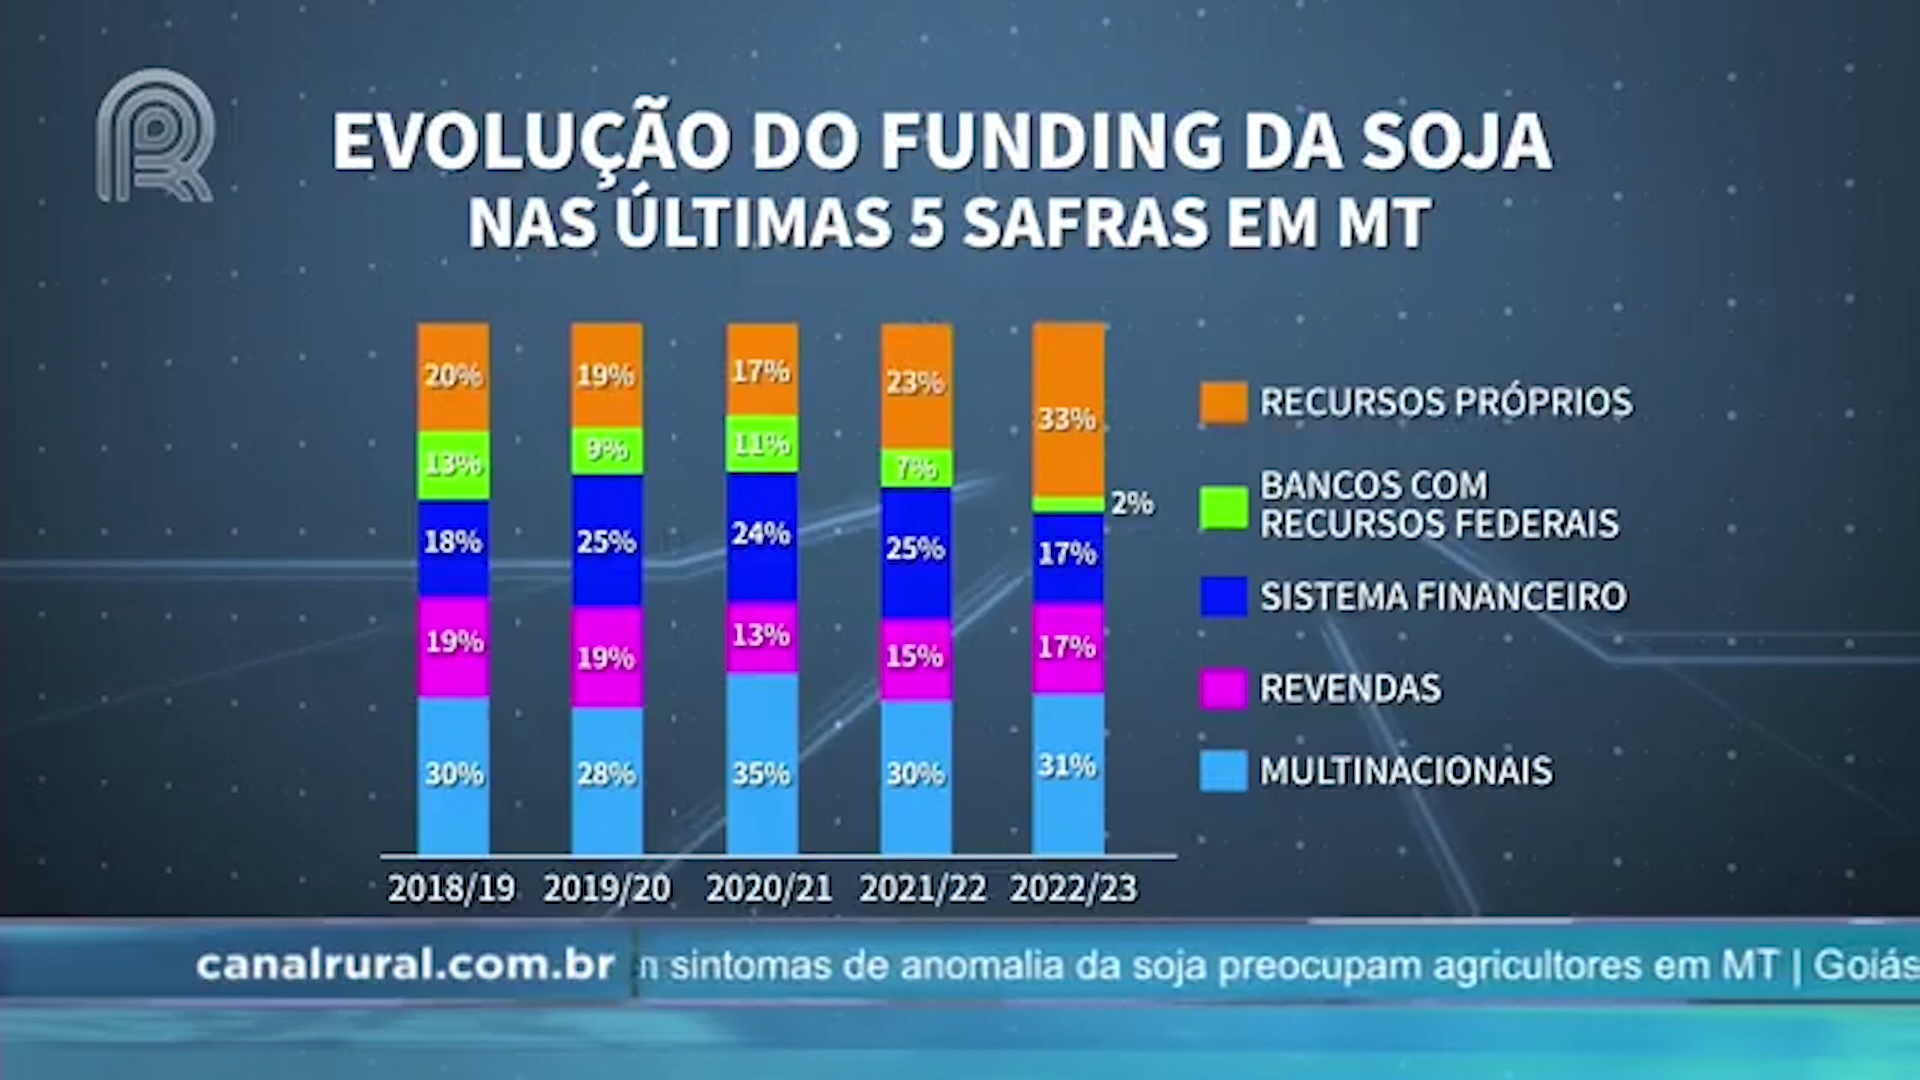 EVOLUÇÃO DO FUNDING DA SOJA
NAS ÚLTIMAS 5 SAFRAS EM MT
20% 19% 17% 23% 33%
13% 9% 11% 7% 2%
18% 25% 24% 25% 17%
19% 19% 13% 15% 17%
30% 28% 35% 30% 31%
2018/19 2019/20 2020/21 2021/22 2022/23
RECURSOS PRÓPRIOS
BANCOS COM
RECURSOS FEDERAIS
SISTEMA FINANCEIRO
REVENDAS
MULTINACIONAIS
canalrural.com.br
sintomas de anomalia da soja preocupam agricultores em MT | Goiás